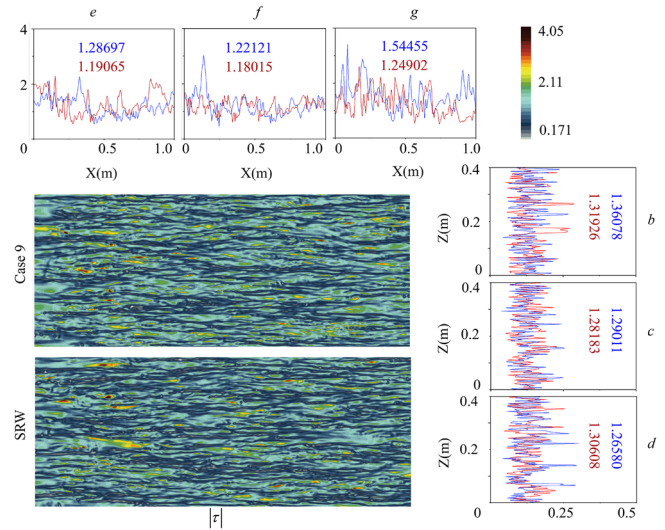 e
f
g
4
2
0
1.28697
1.19065
1.22121
1.18015
1.54455
1.24902
4.05
2.11
0.171
0 0.5 1.0
0 0.5 1.0
0 0.5 1.0
X(m)
X(m)
X(m)
Case 9
SRW
|τ|
0.4
0.2
0
Z(m)
1.31926
1.36078
b
0.4
0.2
0
Z(m)
1.28183
1.29011
c
0.4
0.2
0
Z(m)
1.30608
1.26580
d
0.25
0.5